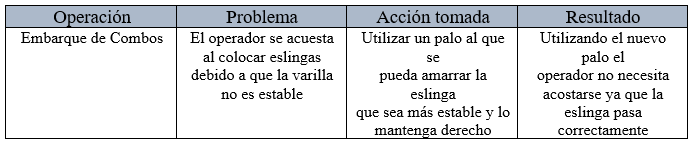 Operación
Problema
Acción tomada
Resultado
Embarque de Combos
El operador se acuesta
al colocar eslingas
debido a que la varilla
no es estable
Utilizar un palo al que
se
pueda amarrar la
eslinga
que sea más estable y lo
mantenga derecho
Utilizando el nuevo
palo el
operador no necesita
acostarse ya que la
eslinga pasa
correctamente